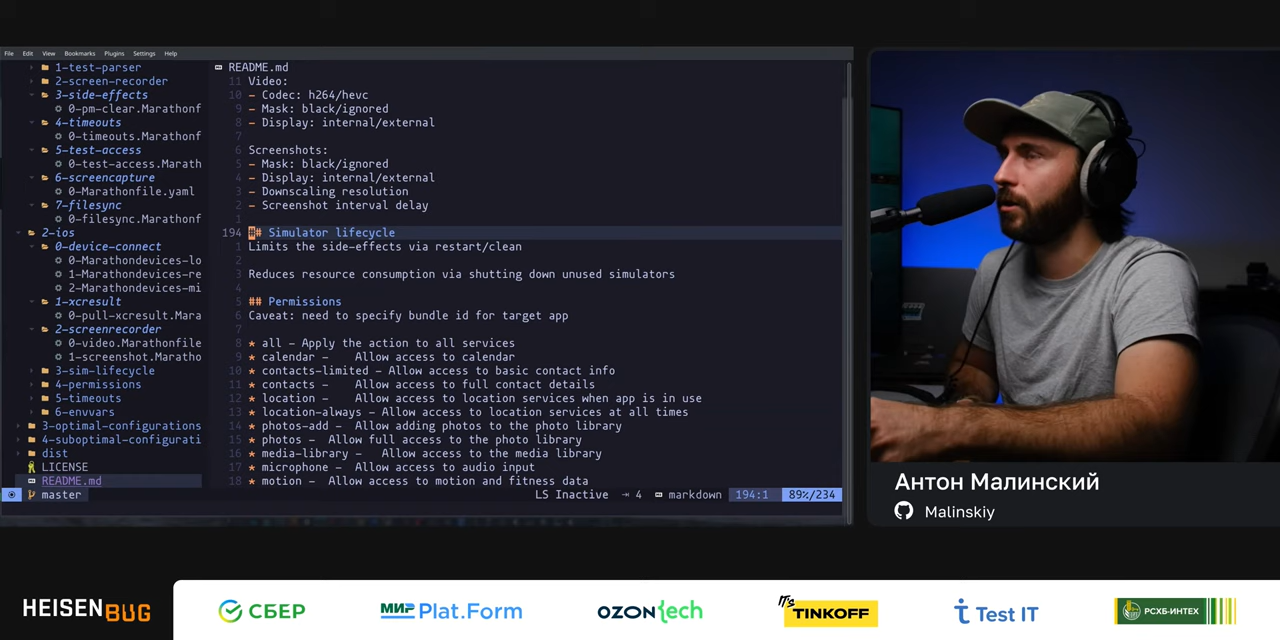 File Edit View Bookmarks Plugins Settings Help
1-test-parser
2-screen-recorder
3-side-effects
0-pm-clear.Marathonf
4-timeouts
0-timeouts.Marathonf
5-test-access
0-test-access.Marath
6-screencapture
0-Marathonfile.yaml
7-filesync
0-filesync.Marathonf
2-ios
0-device-connect
0-Marathondevices-lo
1-Marathondevices-re
2-Marathondevices-mi
1-xcresult
0-pull-xcresult.Mara
2-screenrecorder
0-video.Marathonfile
1-screenshot.Maratho
3-sim-lifecycle
4-permissions
5-timeouts
6-envvars
3-optimal-configurations
4-suboptimal-configurati
dist
LICENSE
README.md
master
README.md
11 Video:
10 - Codec: h264/hevc
9 - Mask: black/ignored
8 - Display: internal/external
7
6 Screenshots:
5 - Mask: black/ignored
4 - Display: internal/external
3 - Downscaling resolution
2 - Screenshot interval delay
1
194 ## Simulator lifecycle
1 Limits the side-effects via restart/clean
2
3 Reduces resource consumption via shutting down unused simulators
4
5 ## Permissions
6 Caveat: need to specify bundle id for target app
7
8 * all – Apply the action to all services
9 * calendar – Allow access to calendar
10 * contacts-limited – Allow access to basic contact info
11 * contacts – Allow access to full contact details
12 * location – Allow access to location services when app is in use
13 * location-always – Allow access to location services at all times
14 * photos-add – Allow adding photos to the photo library
15 * photos – Allow full access to the photo library
16 * media-library – Allow access to the media library
17 * microphone – Allow access to audio input
18 * motion – Allow access to motion and fitness data
LS Inactive 4 markdown 194:1 89%/234
Антон Малинский
Malinskiy
HEISENBUG
СБЕР
МИР Plat.Form
OZON{ech
IT'S TINKOFF
Test IT
РСХБ-ИНТЕХ